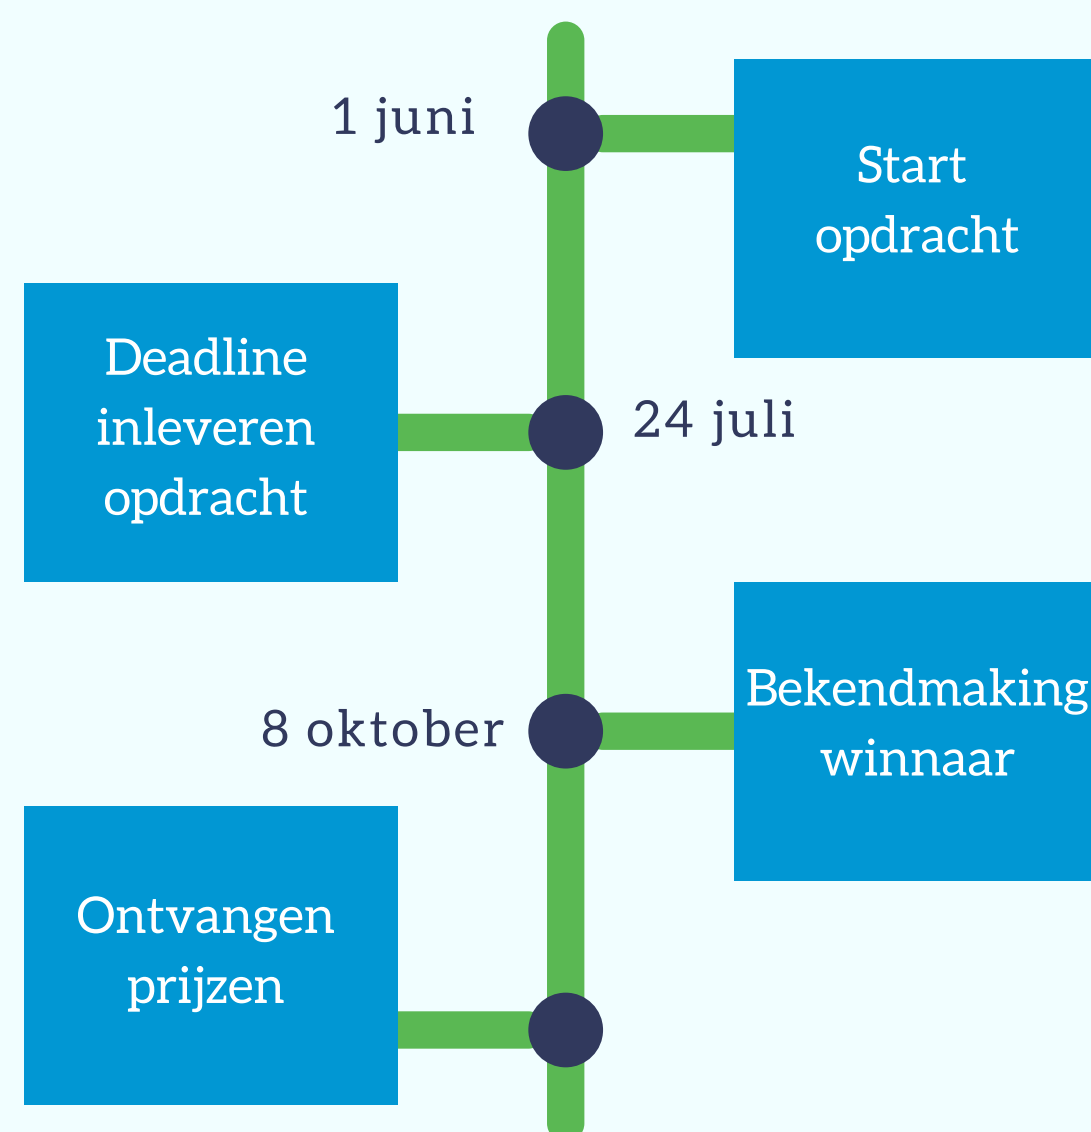 1 juni
Start
opdracht
Deadline
inleveren
opdracht
24 juli
8 oktober
Bekendmaking
winnaar
Ontvangen
prijzen